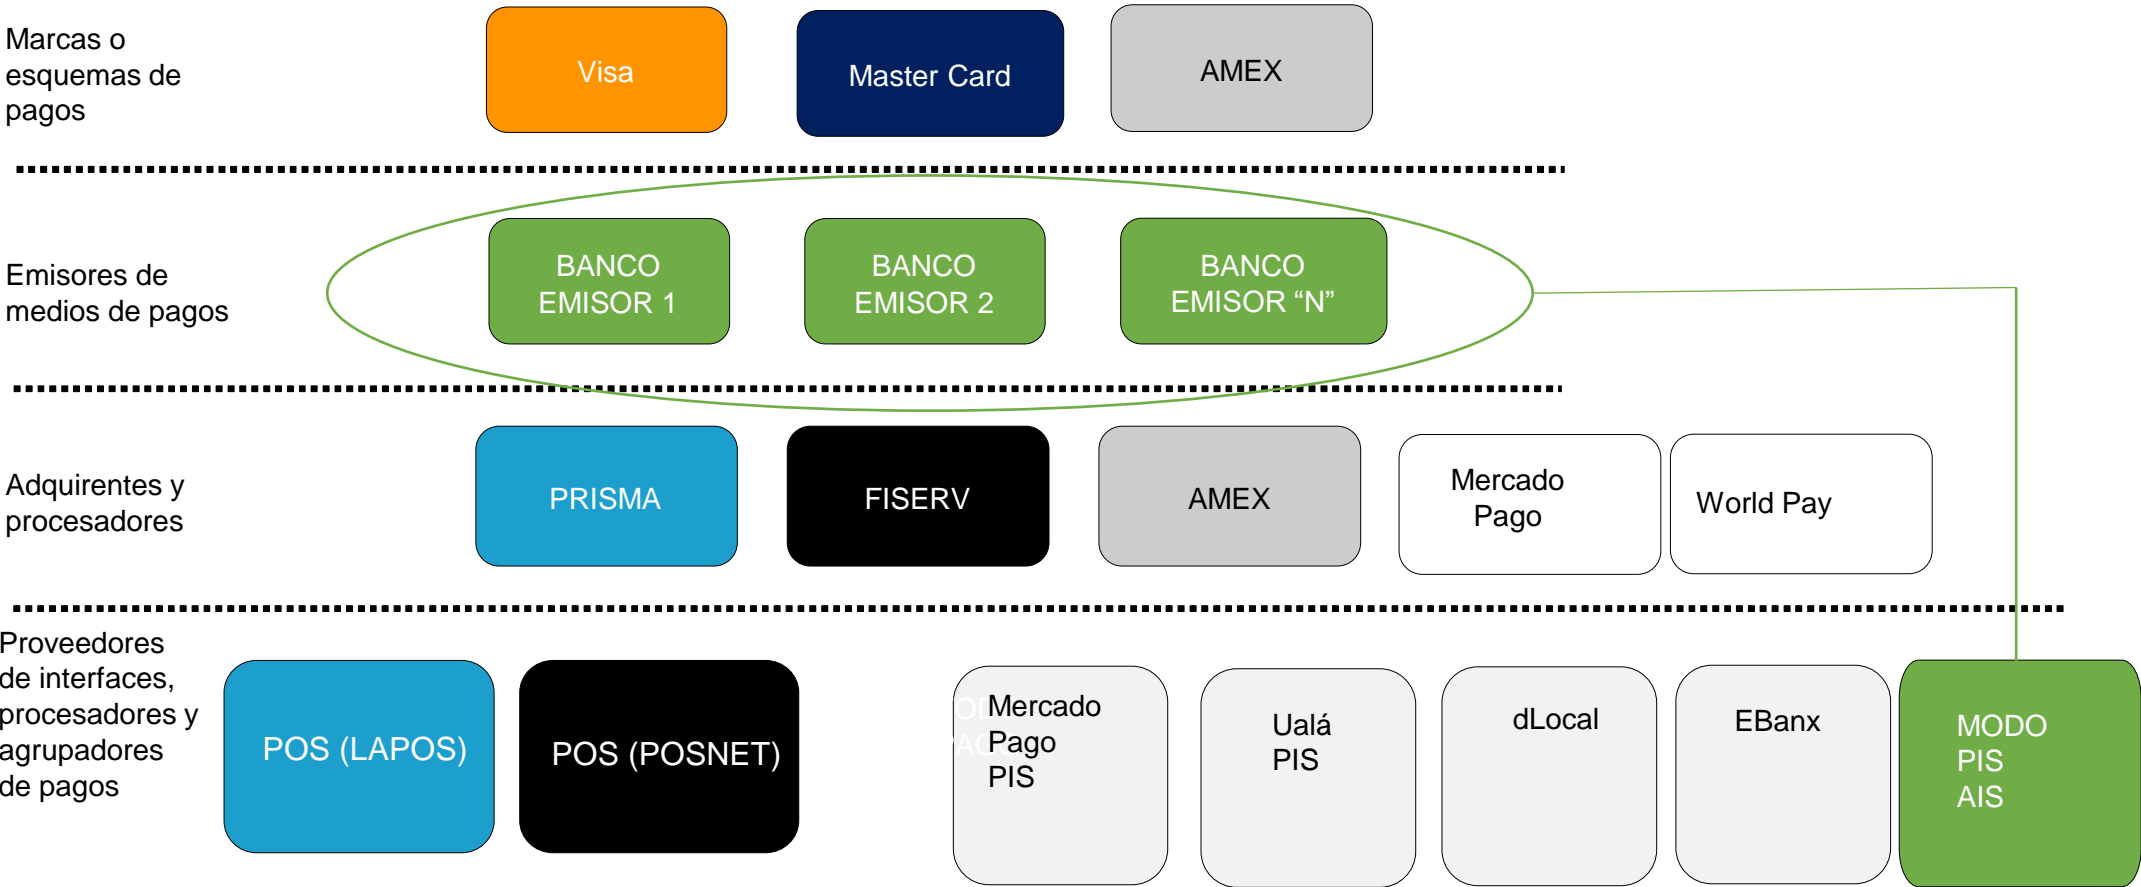 Marcas o
esquemas de
pagos
Visa
Master Card
AMEX
Emisores de
medios de pagos
BANCO
EMISOR 1
BANCO
EMISOR 2
BANCO
EMISOR “N”
Adquirentes y
procesadores
PRISMA
FISERV
AMEX
Mercado
Pago
World Pay
Proveedores
de interfaces,
procesadores y
agrupadores
de pagos
POS (LAPOS)
POS (POSNET)
Mercado
Pago
PIS
Ualá
PIS
dLocal
EBanx
MODO
PIS
AIS